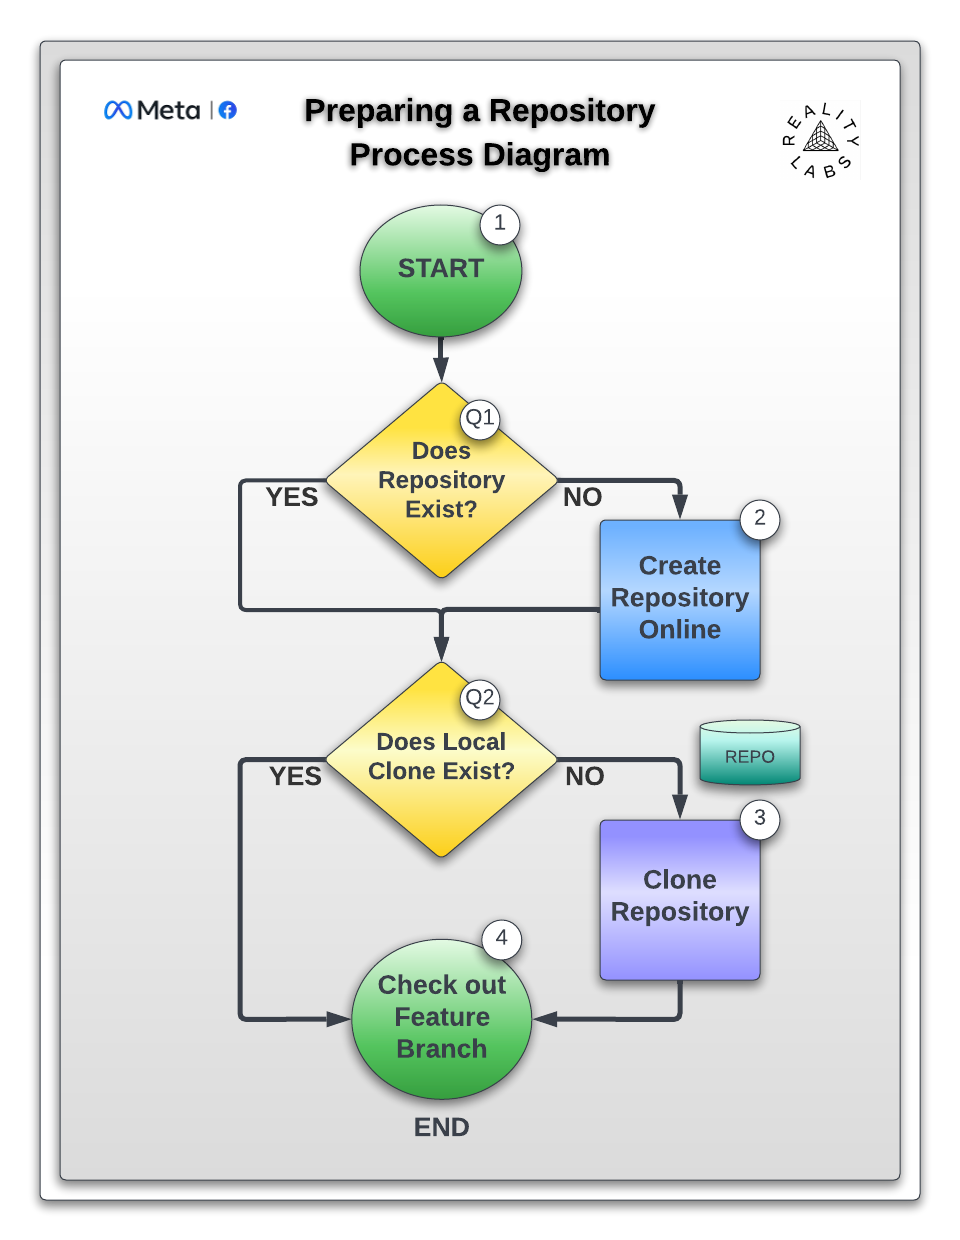 Meta
Preparing a Repository
Process Diagram
REALITY
LABS
1
START
Q1
Does
Repository
Exist?
YES
NO
2
Create
Repository
Online
Q2
Does Local
Clone Exist?
YES
NO
REPO
3
Clone
Repository
4
Check out
Feature
Branch
END